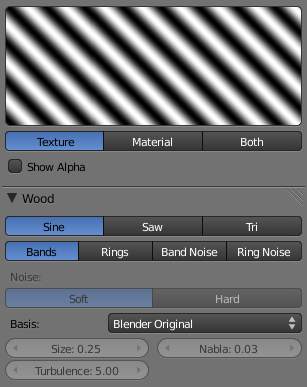 Texture Material Both
Show Alpha
Wood
Sine Saw Tri
Bands Rings Band Noise Ring Noise
Noise:
Soft Hard
Basis: Blender Original
Size: 0.25 Nabla: 0.03
Turbulence: 5.00